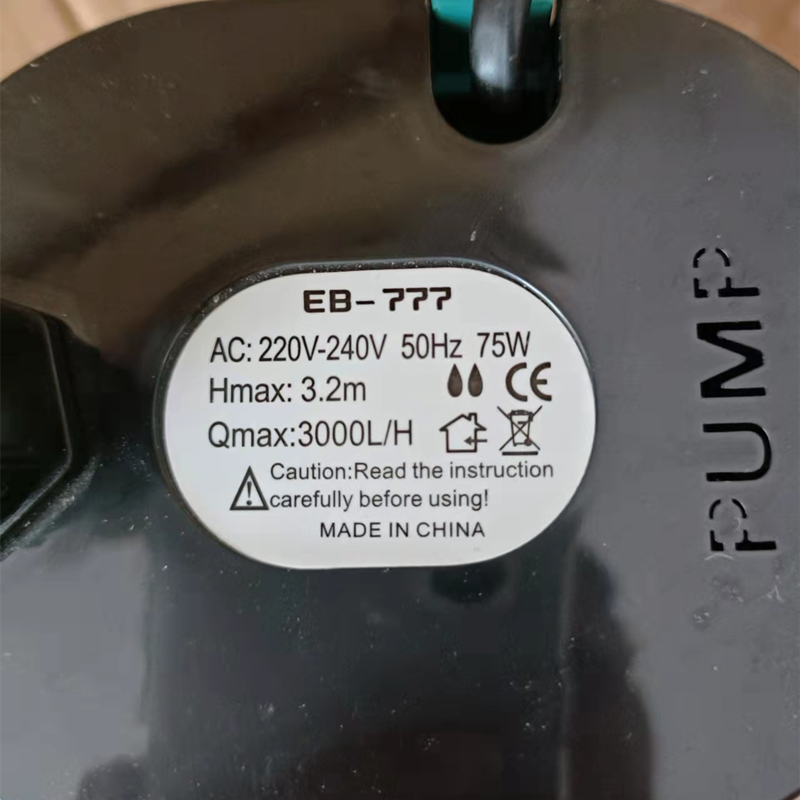 EB-777
AC: 220V-240V 50Hz 75W
Hmax: 3.2m
CE
Qmax:3000L/H
Caution:Read the instruction
carefully before using!
MADE IN CHINA
PUMP